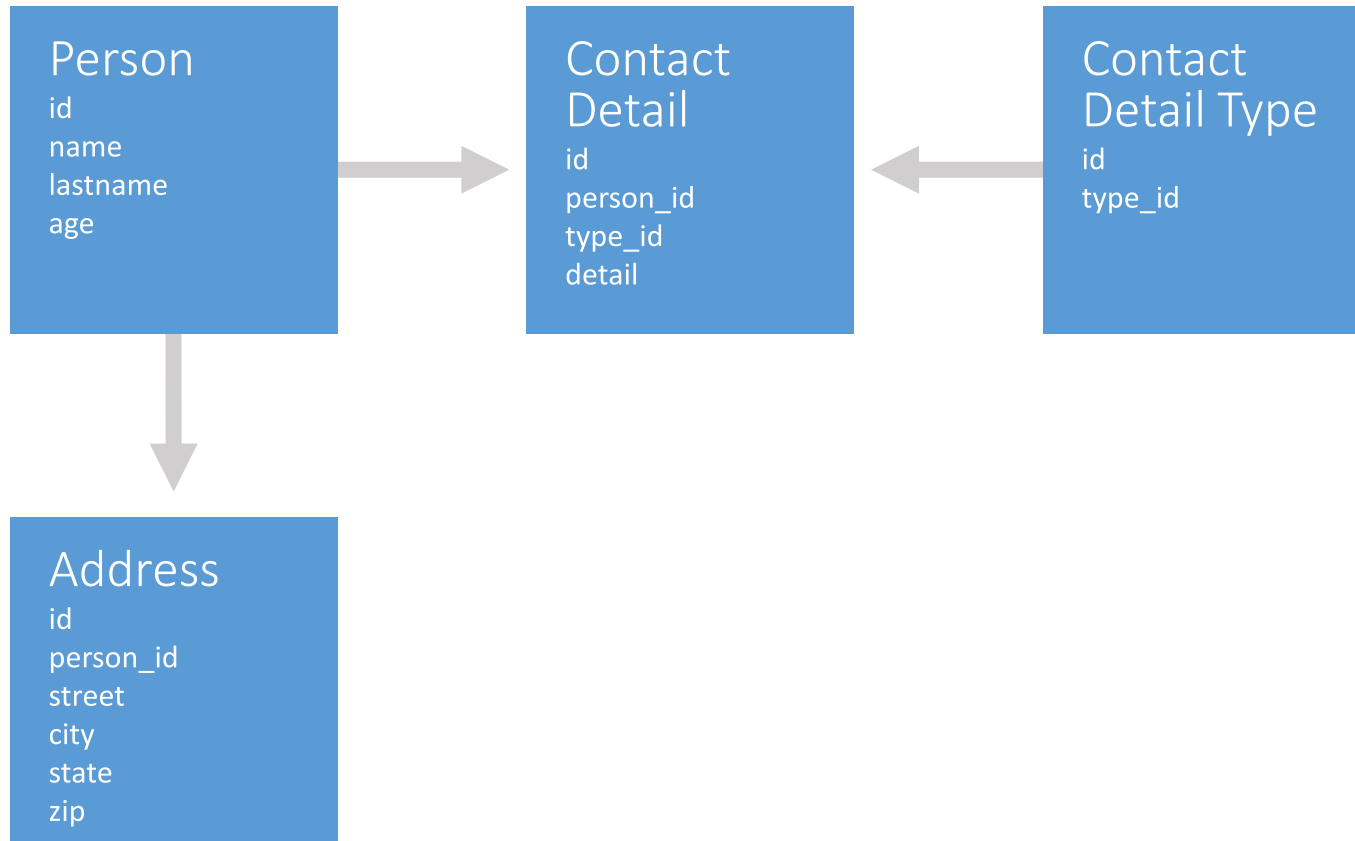 Person
id
name
lastname
age
Contact
Detail
id
person_id
type_id
detail
Contact
Detail Type
id
type_id
Address
id
person_id
street
city
state
zip